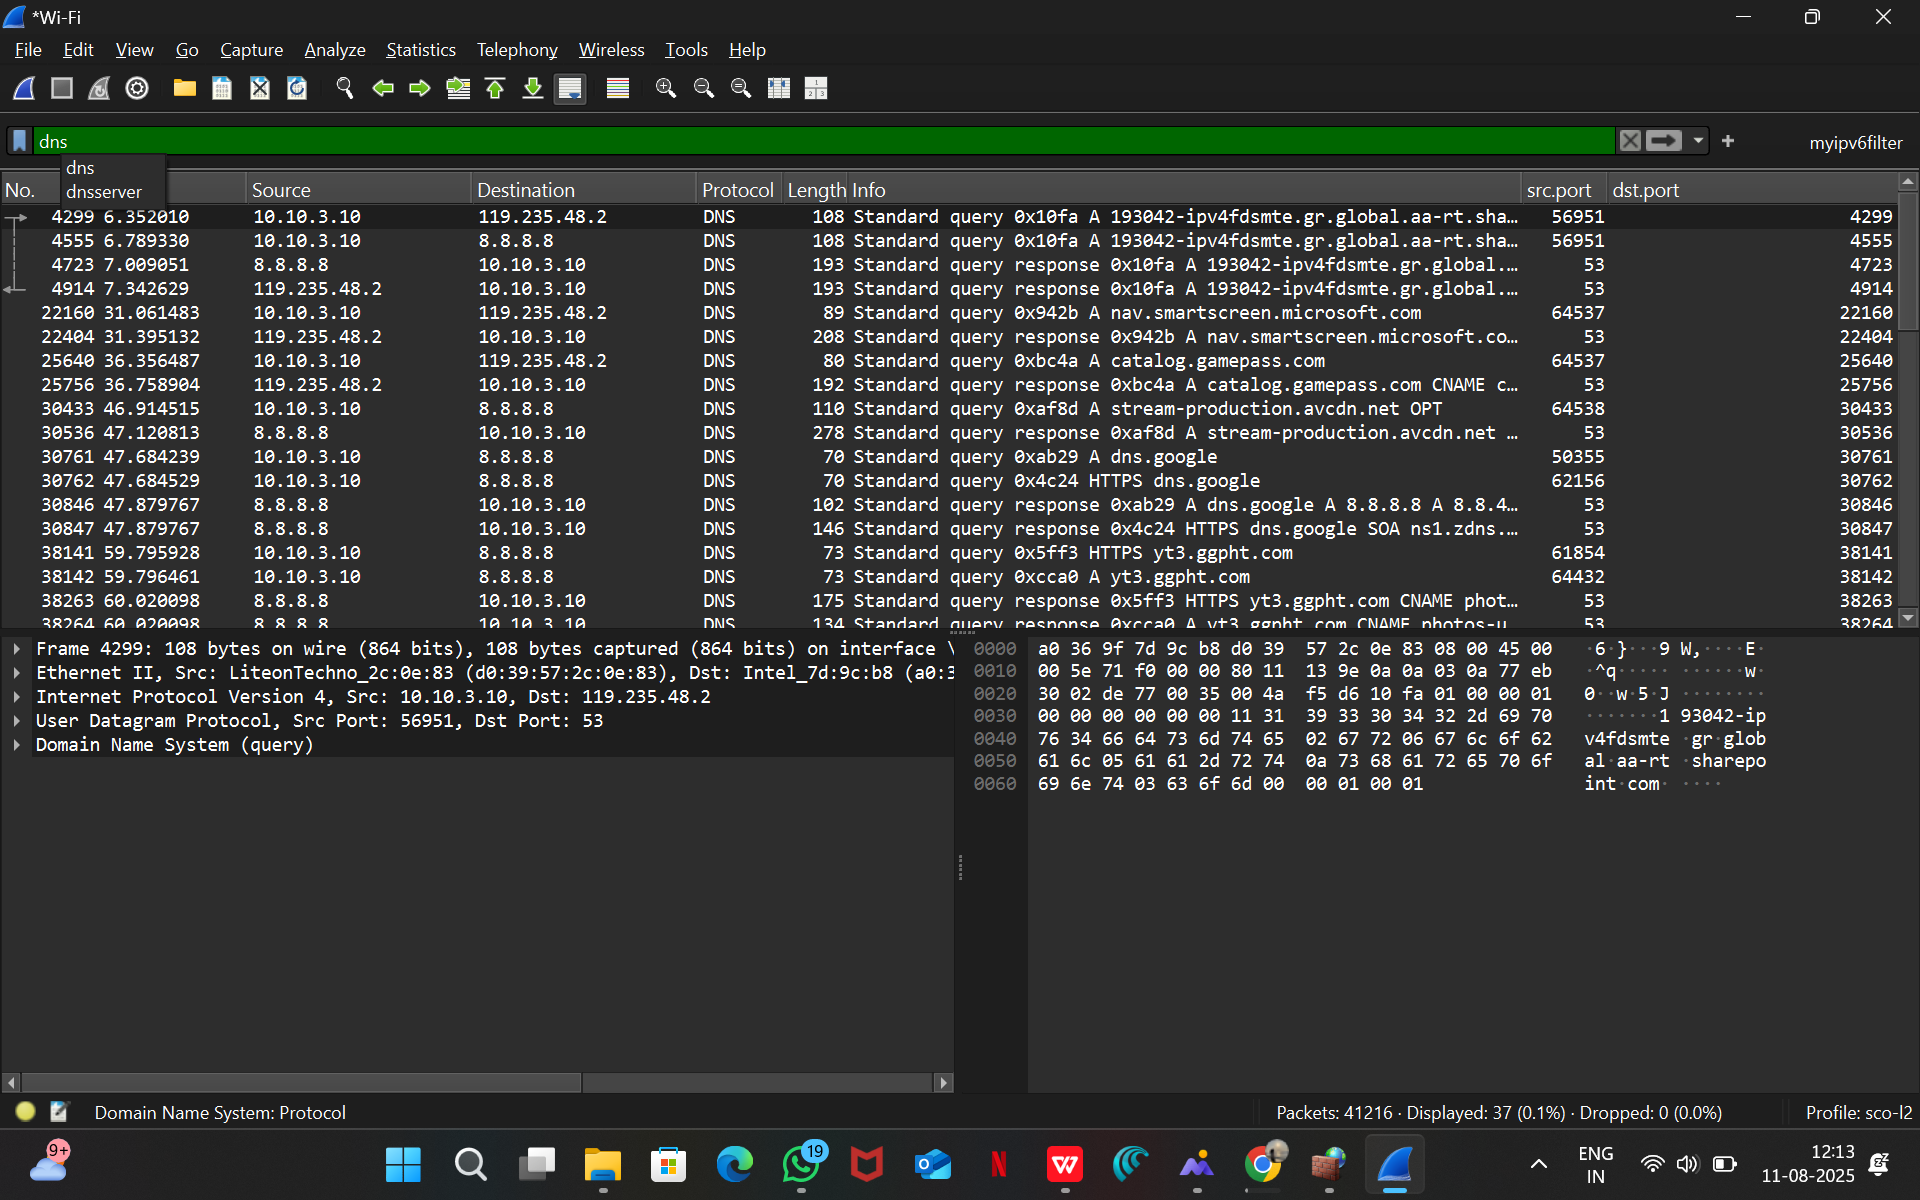 *Wi-Fi
File Edit View Go Capture Analyze Statistics Telephony Wireless Tools Help
dns
myipv6filter
dns
dnsserver
No. Source Destination Protocol Length Info src.port dst.port
4299 6.352010 10.10.3.10 119.235.48.2 DNS 108 Standard query 0x10fa A 193042-ipv4fdsmte.gr.global.aa-rt.sha… 56951 4299
4555 6.789330 10.10.3.10 8.8.8.8 DNS 108 Standard query 0x10fa A 193042-ipv4fdsmte.gr.global.aa-rt.sha… 56951 4555
4723 7.009051 8.8.8.8 10.10.3.10 DNS 193 Standard query response 0x10fa A 193042-ipv4fdsmte.gr.global.… 53 4723
4914 7.342629 119.235.48.2 10.10.3.10 DNS 193 Standard query response 0x10fa A 193042-ipv4fdsmte.gr.global.… 53 4914
22160 31.061483 10.10.3.10 119.235.48.2 DNS 89 Standard query 0x942b A nav.smartscreen.microsoft.com 64537 22160
22404 31.395132 119.235.48.2 10.10.3.10 DNS 208 Standard query response 0x942b A nav.smartscreen.microsoft.co… 53 22404
25640 36.356487 10.10.3.10 119.235.48.2 DNS 80 Standard query 0xbc4a A catalog.gamepass.com 64537 25640
25756 36.758904 119.235.48.2 10.10.3.10 DNS 192 Standard query response 0xbc4a A catalog.gamepass.com CNAME c… 53 25756
30433 46.914515 10.10.3.10 8.8.8.8 DNS 110 Standard query 0xaf8d A stream-production.avcdn.net OPT 64538 30433
30536 47.120813 8.8.8.8 10.10.3.10 DNS 278 Standard query response 0xaf8d A stream-production.avcdn.net … 53 30536
30761 47.684239 10.10.3.10 8.8.8.8 DNS 70 Standard query 0xab29 A dns.google 50355 30761
30762 47.684529 10.10.3.10 8.8.8.8 DNS 70 Standard query 0x4c24 HTTPS dns.google 62156 30762
30846 47.879767 8.8.8.8 10.10.3.10 DNS 102 Standard query response 0xab29 A dns.google A 8.8.8.8 A 8.8.4… 53 30846
30847 47.879767 8.8.8.8 10.10.3.10 DNS 146 Standard query response 0x4c24 HTTPS dns.google SOA ns1.zdns.… 53 30847
38141 59.795928 10.10.3.10 8.8.8.8 DNS 73 Standard query 0x5ff3 HTTPS yt3.ggpht.com 61854 38141
38142 59.796461 10.10.3.10 8.8.8.8 DNS 73 Standard query 0xcca0 A yt3.ggpht.com 64432 38142
38263 60.020098 8.8.8.8 10.10.3.10 DNS 175 Standard query response 0x5ff3 HTTPS yt3.ggpht.com CNAME phot… 53 38263
38264 60.020098 8.8.8.8 10.10.3.10 DNS 134 Standard query response 0xcca0 A yt3.ggpht.com CNAME photos-u… 53 38264
Frame 4299: 108 bytes on wire (864 bits), 108 bytes captured (864 bits) on interface \
Ethernet II, Src: LiteonTechno_2c:0e:83 (d0:39:57:2c:0e:83), Dst: Intel_7d:9c:b8 (a0:3
Internet Protocol Version 4, Src: 10.10.3.10, Dst: 119.235.48.2
User Datagram Protocol, Src Port: 56951, Dst Port: 53
Domain Name System (query)
0000 a0 36 9f 7d 9c b8 d0 39 57 2c 0e 83 08 00 45 00 ·6·}···9 W,····E·
0010 00 5e 71 f0 00 00 80 11 13 9e 0a 0a 03 0a 77 eb ·^q····· ······w·
0020 30 02 de 77 00 35 00 4a f5 d6 10 fa 01 00 00 01 0··w·5·J ········
0030 00 00 00 00 00 00 11 31 39 33 30 34 32 2d 69 70 ·······1 93042-ip
0040 76 34 66 64 73 6d 74 65 02 67 72 06 67 6c 6f 62 v4fdsmte ·gr·glob
0050 61 6c 05 61 61 2d 72 74 0a 73 68 61 72 65 70 6f al·aa-rt ·sharepo
0060 69 6e 74 03 63 6f 6d 00 00 01 00 01 int·com· ····
Domain Name System: Protocol
Packets: 41216 · Displayed: 37 (0.1%) · Dropped: 0 (0.0%)
Profile: sco-l2
9+
19
ENG
IN
12:13
11-08-2025